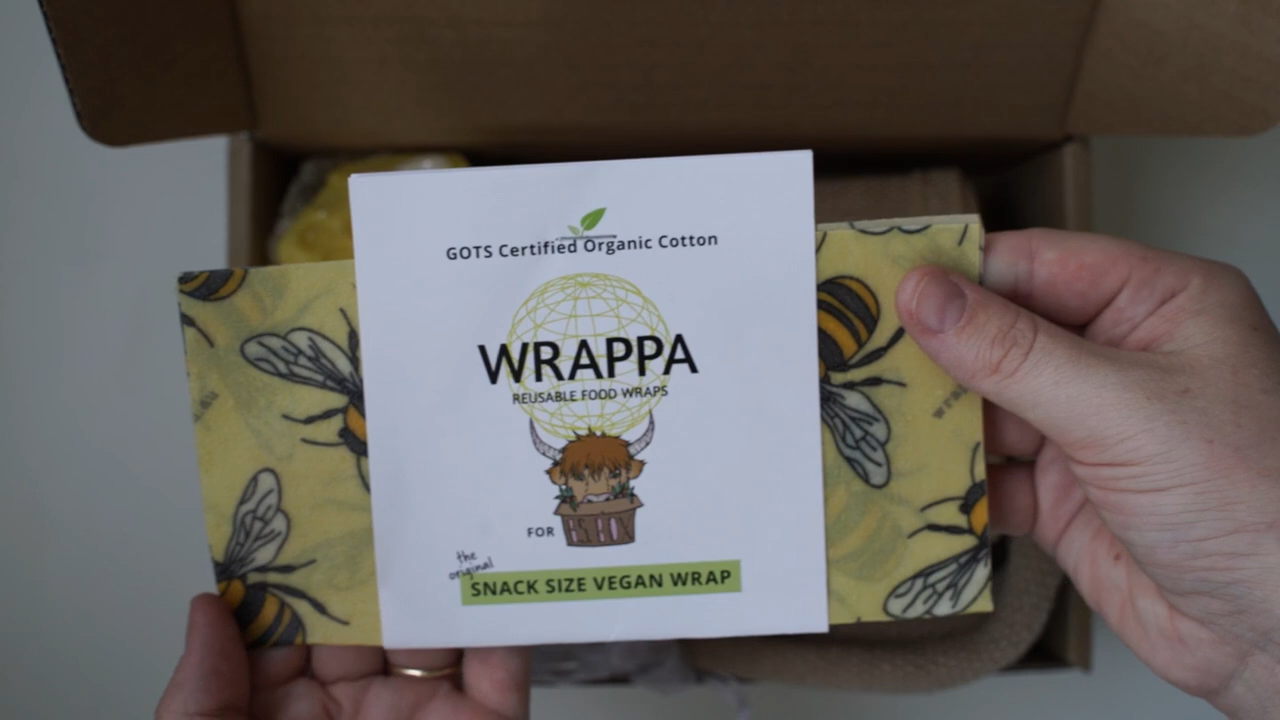 GOTS Certified Organic Cotton
WRAPPA
REUSABLE FOOD WRAPS
FOR
the
original
SNACK SIZE VEGAN WRAP